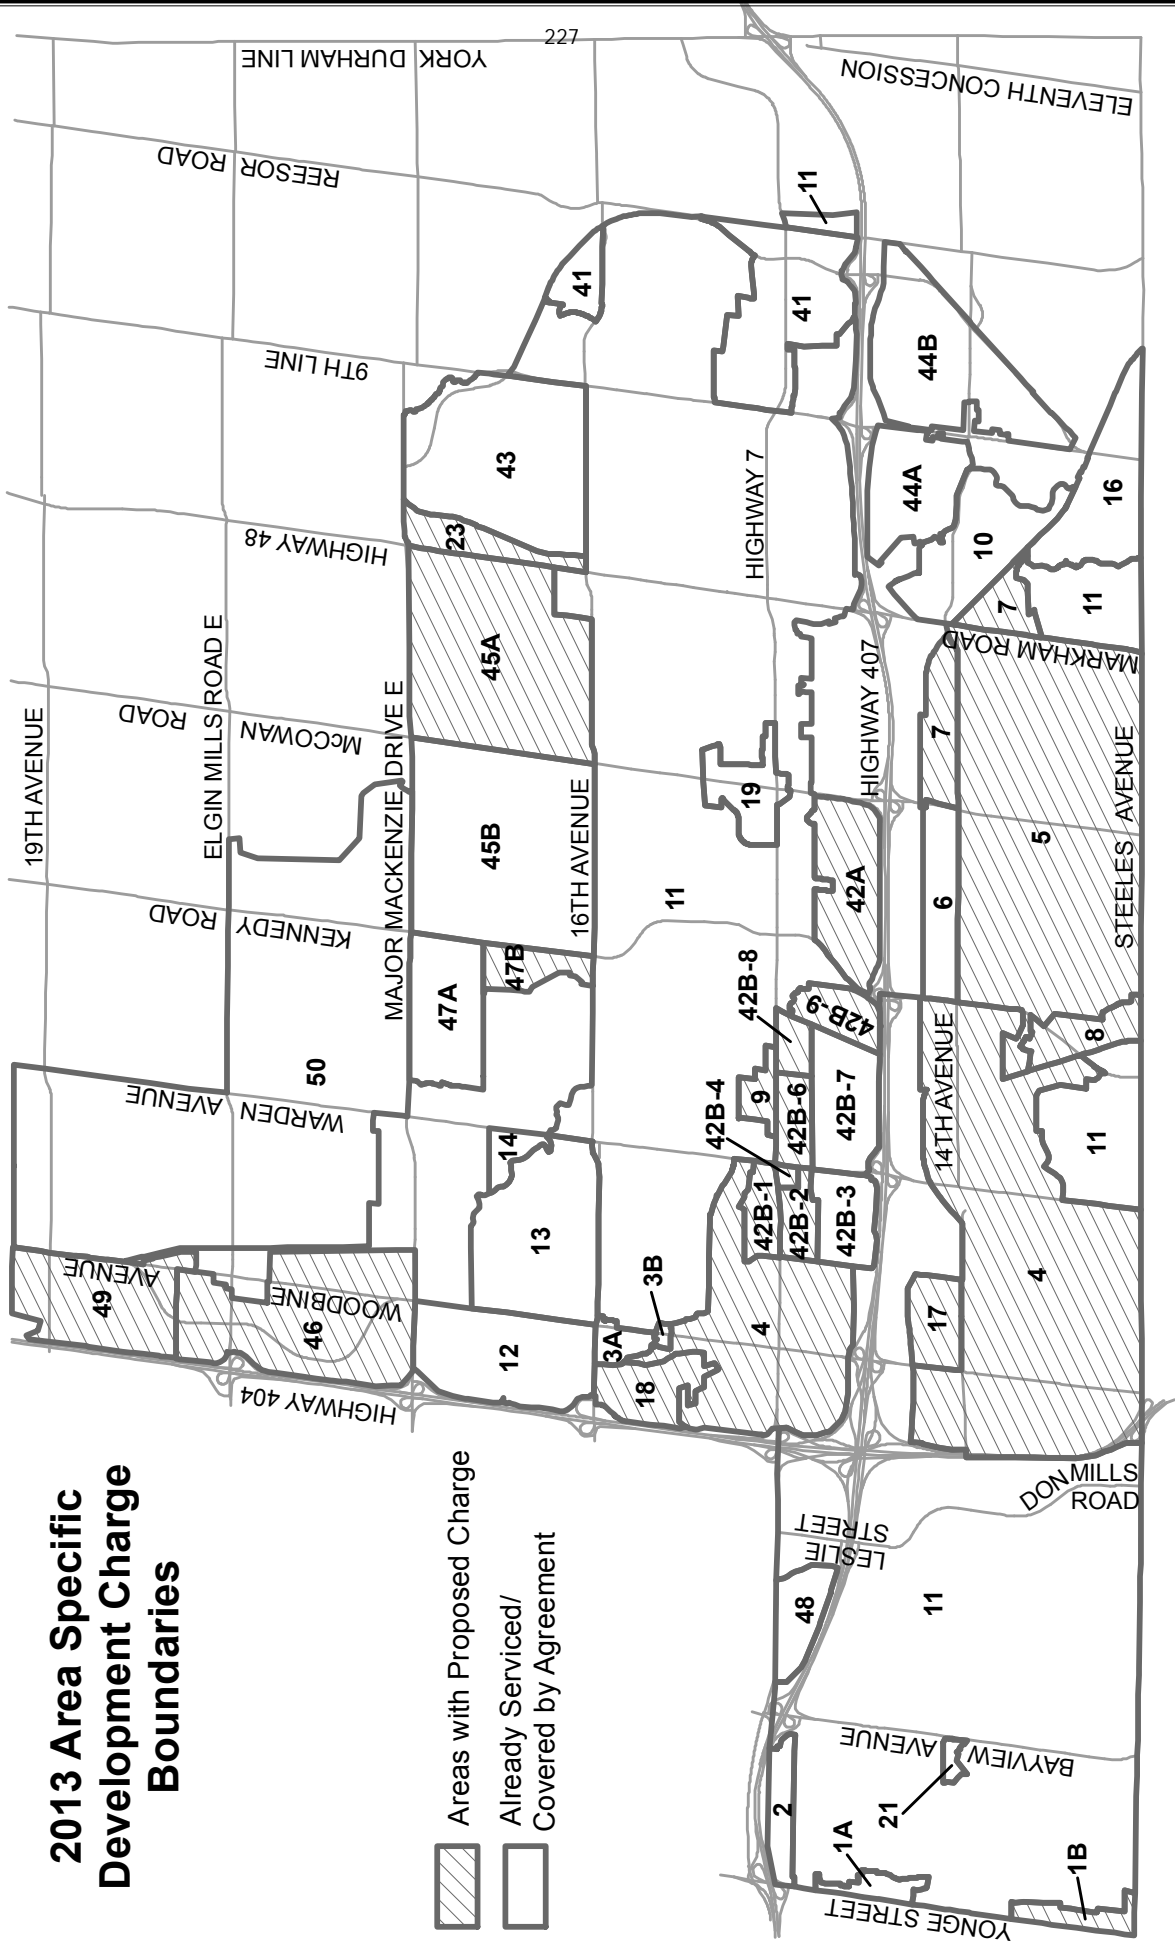 227
2013 Area Specific
Development Charge
Boundaries
Areas with Proposed Charge
Already Serviced/
Covered by Agreement
19TH AVENUE
ELGIN MILLS ROAD E
MAJOR MACKENZIE DRIVE E
16TH AVENUE
HIGHWAY 7
HIGHWAY 407
14TH AVENUE
STEELES AVENUE
YONGE STREET
BAYVIEW AVENUE
LESLIE
STREET
DON MILLS
ROAD
HIGHWAY 404
WOODBINE AVENUE
WARDEN AVENUE
KENNEDY ROAD
McCOWAN ROAD
HIGHWAY 48
MARKHAM ROAD
9TH LINE
REESOR ROAD
YORK DURHAM LINE
ELEVENTH CONCESSION
49
46
50
12
13
14
47A
47B
45B
45A
23
43
41
41
11
3A
3B
18
4
42B-1
42B-2
42B-3
42B-4
9
42B-6
42B-7
42B-8
42B-9
42A
19
11
44A
44B
10
16
11
7
7
6
5
8
11
4
17
48
11
2
1A
21
1B